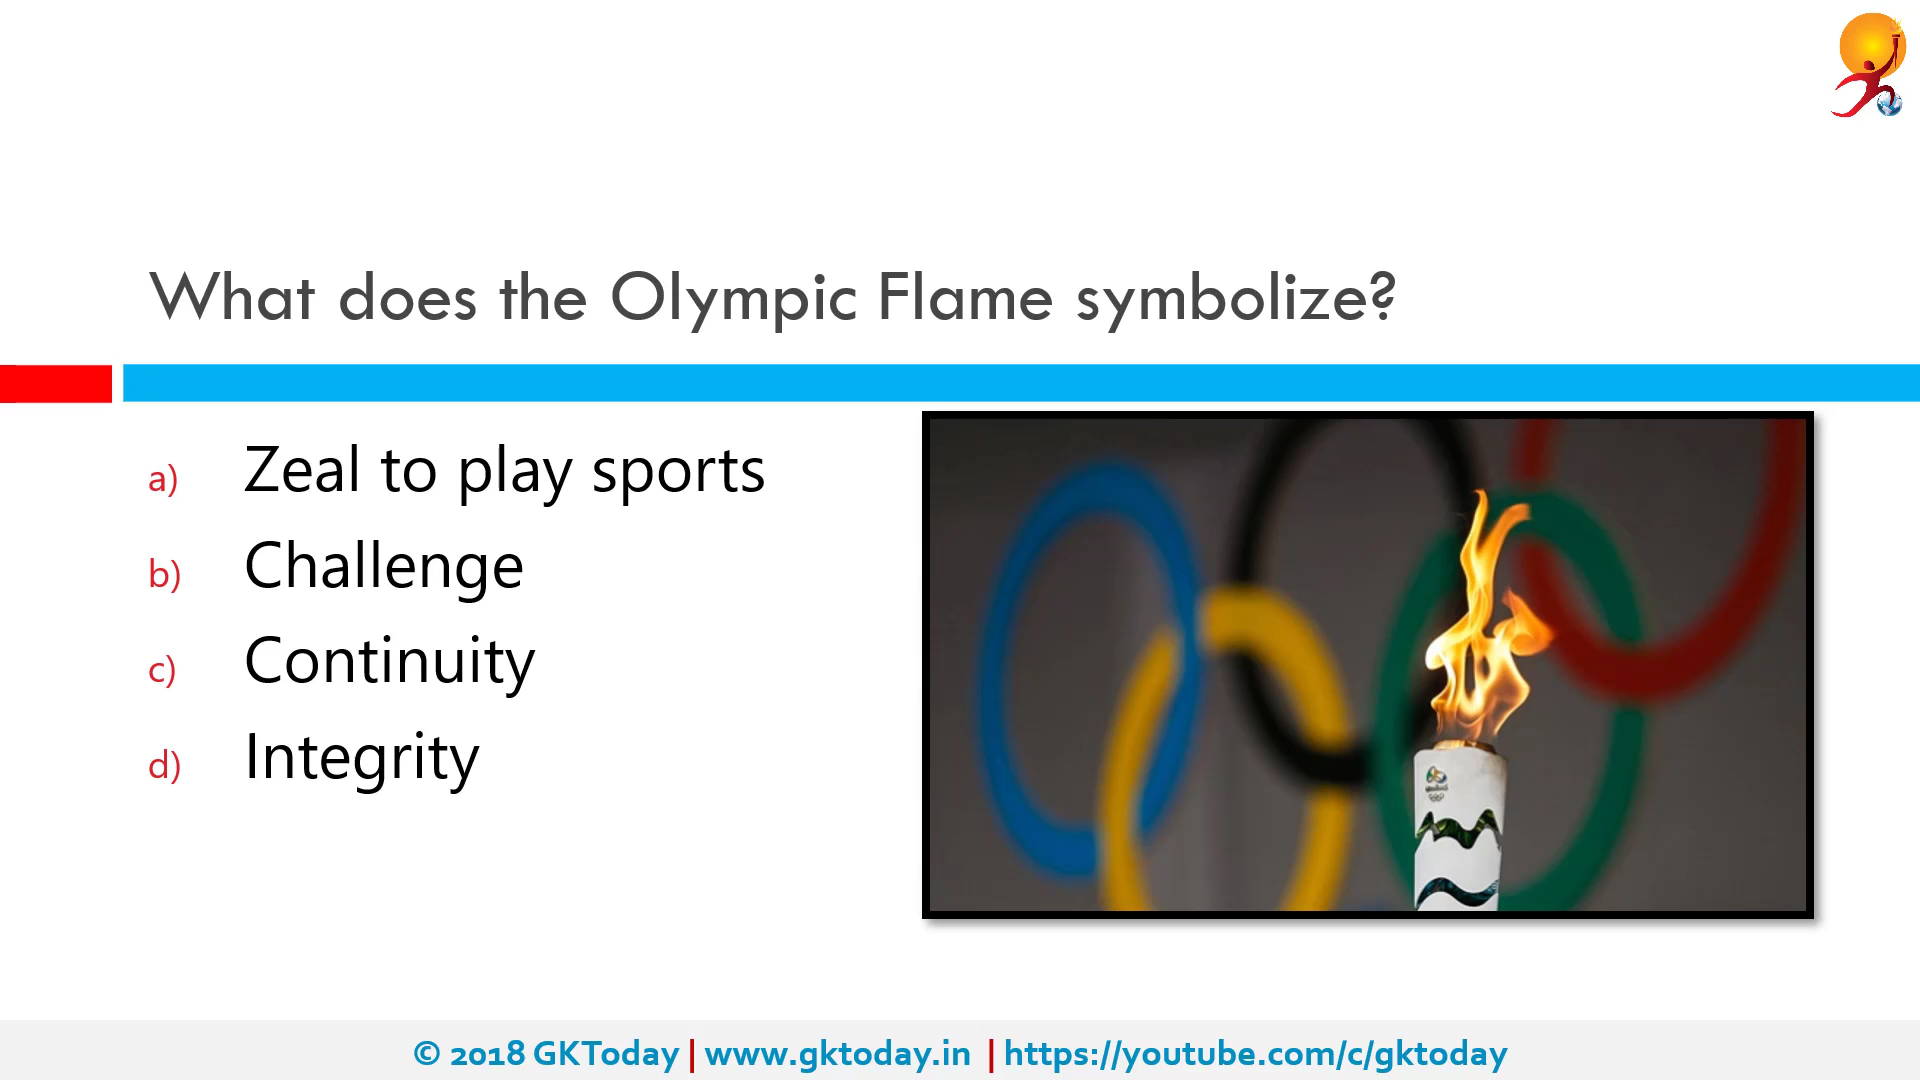 What does the Olympic Flame symbolize?
a) Zeal to play sports
b) Challenge
c) Continuity
d) Integrity
© 2018 GKToday | www.gktoday.in | https://youtube.com/c/gktoday